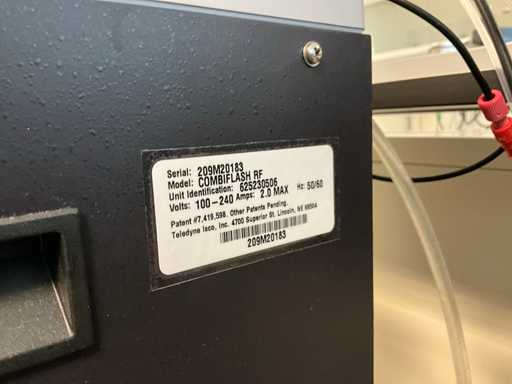 Serial: 209M20183
Model: COMBIFLASH RF
Unit Identification: 625230506
Volts: 100-240 Amps: 2.0 MAX Hz: 50/60
Patent #7,419,598. Other Patents Pending.
Teledyne Isco, Inc. 4700 Superior St. Lincoln, NE 68504
209M20183